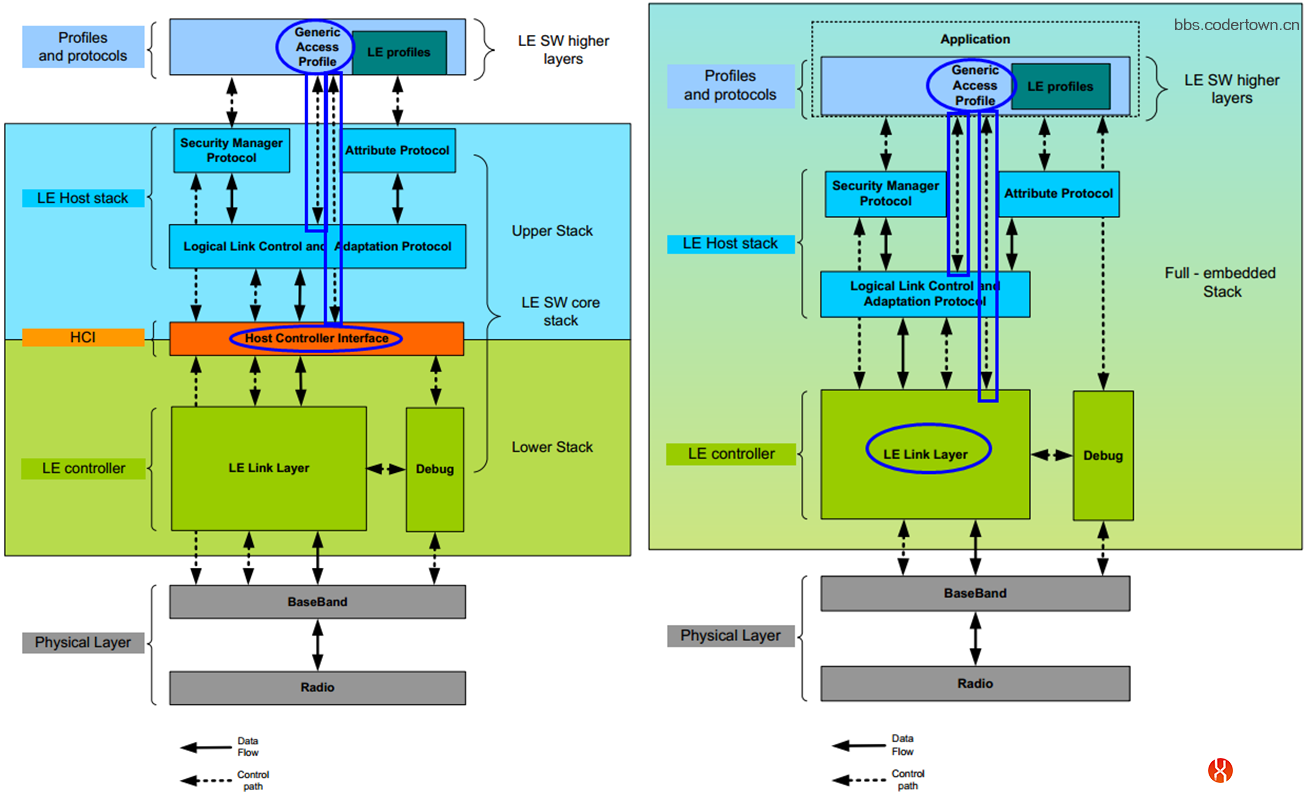 Profiles
and protocols
Generic
Access
Profile
LE profiles
LE SW higher
layers
Security Manager
Protocol
Attribute Protocol
LE Host stack
Logical Link Control and Adaptation Protocol
Upper Stack
LE SW core
stack
HCI
Host Controller Interface
Lower Stack
LE controller
LE Link Layer
Debug
BaseBand
Physical Layer
Radio
Data
Flow
Control
path
bbs.codertown.cn
Application
Profiles
and protocols
Generic
Access
Profile
LE profiles
LE SW higher
layers
Security Manager
Protocol
Attribute Protocol
LE Host stack
Logical Link Control and
Adaptation Protocol
Full - embedded
Stack
LE controller
LE Link Layer
Debug
BaseBand
Physical Layer
Radio
Data
Flow
Control
path